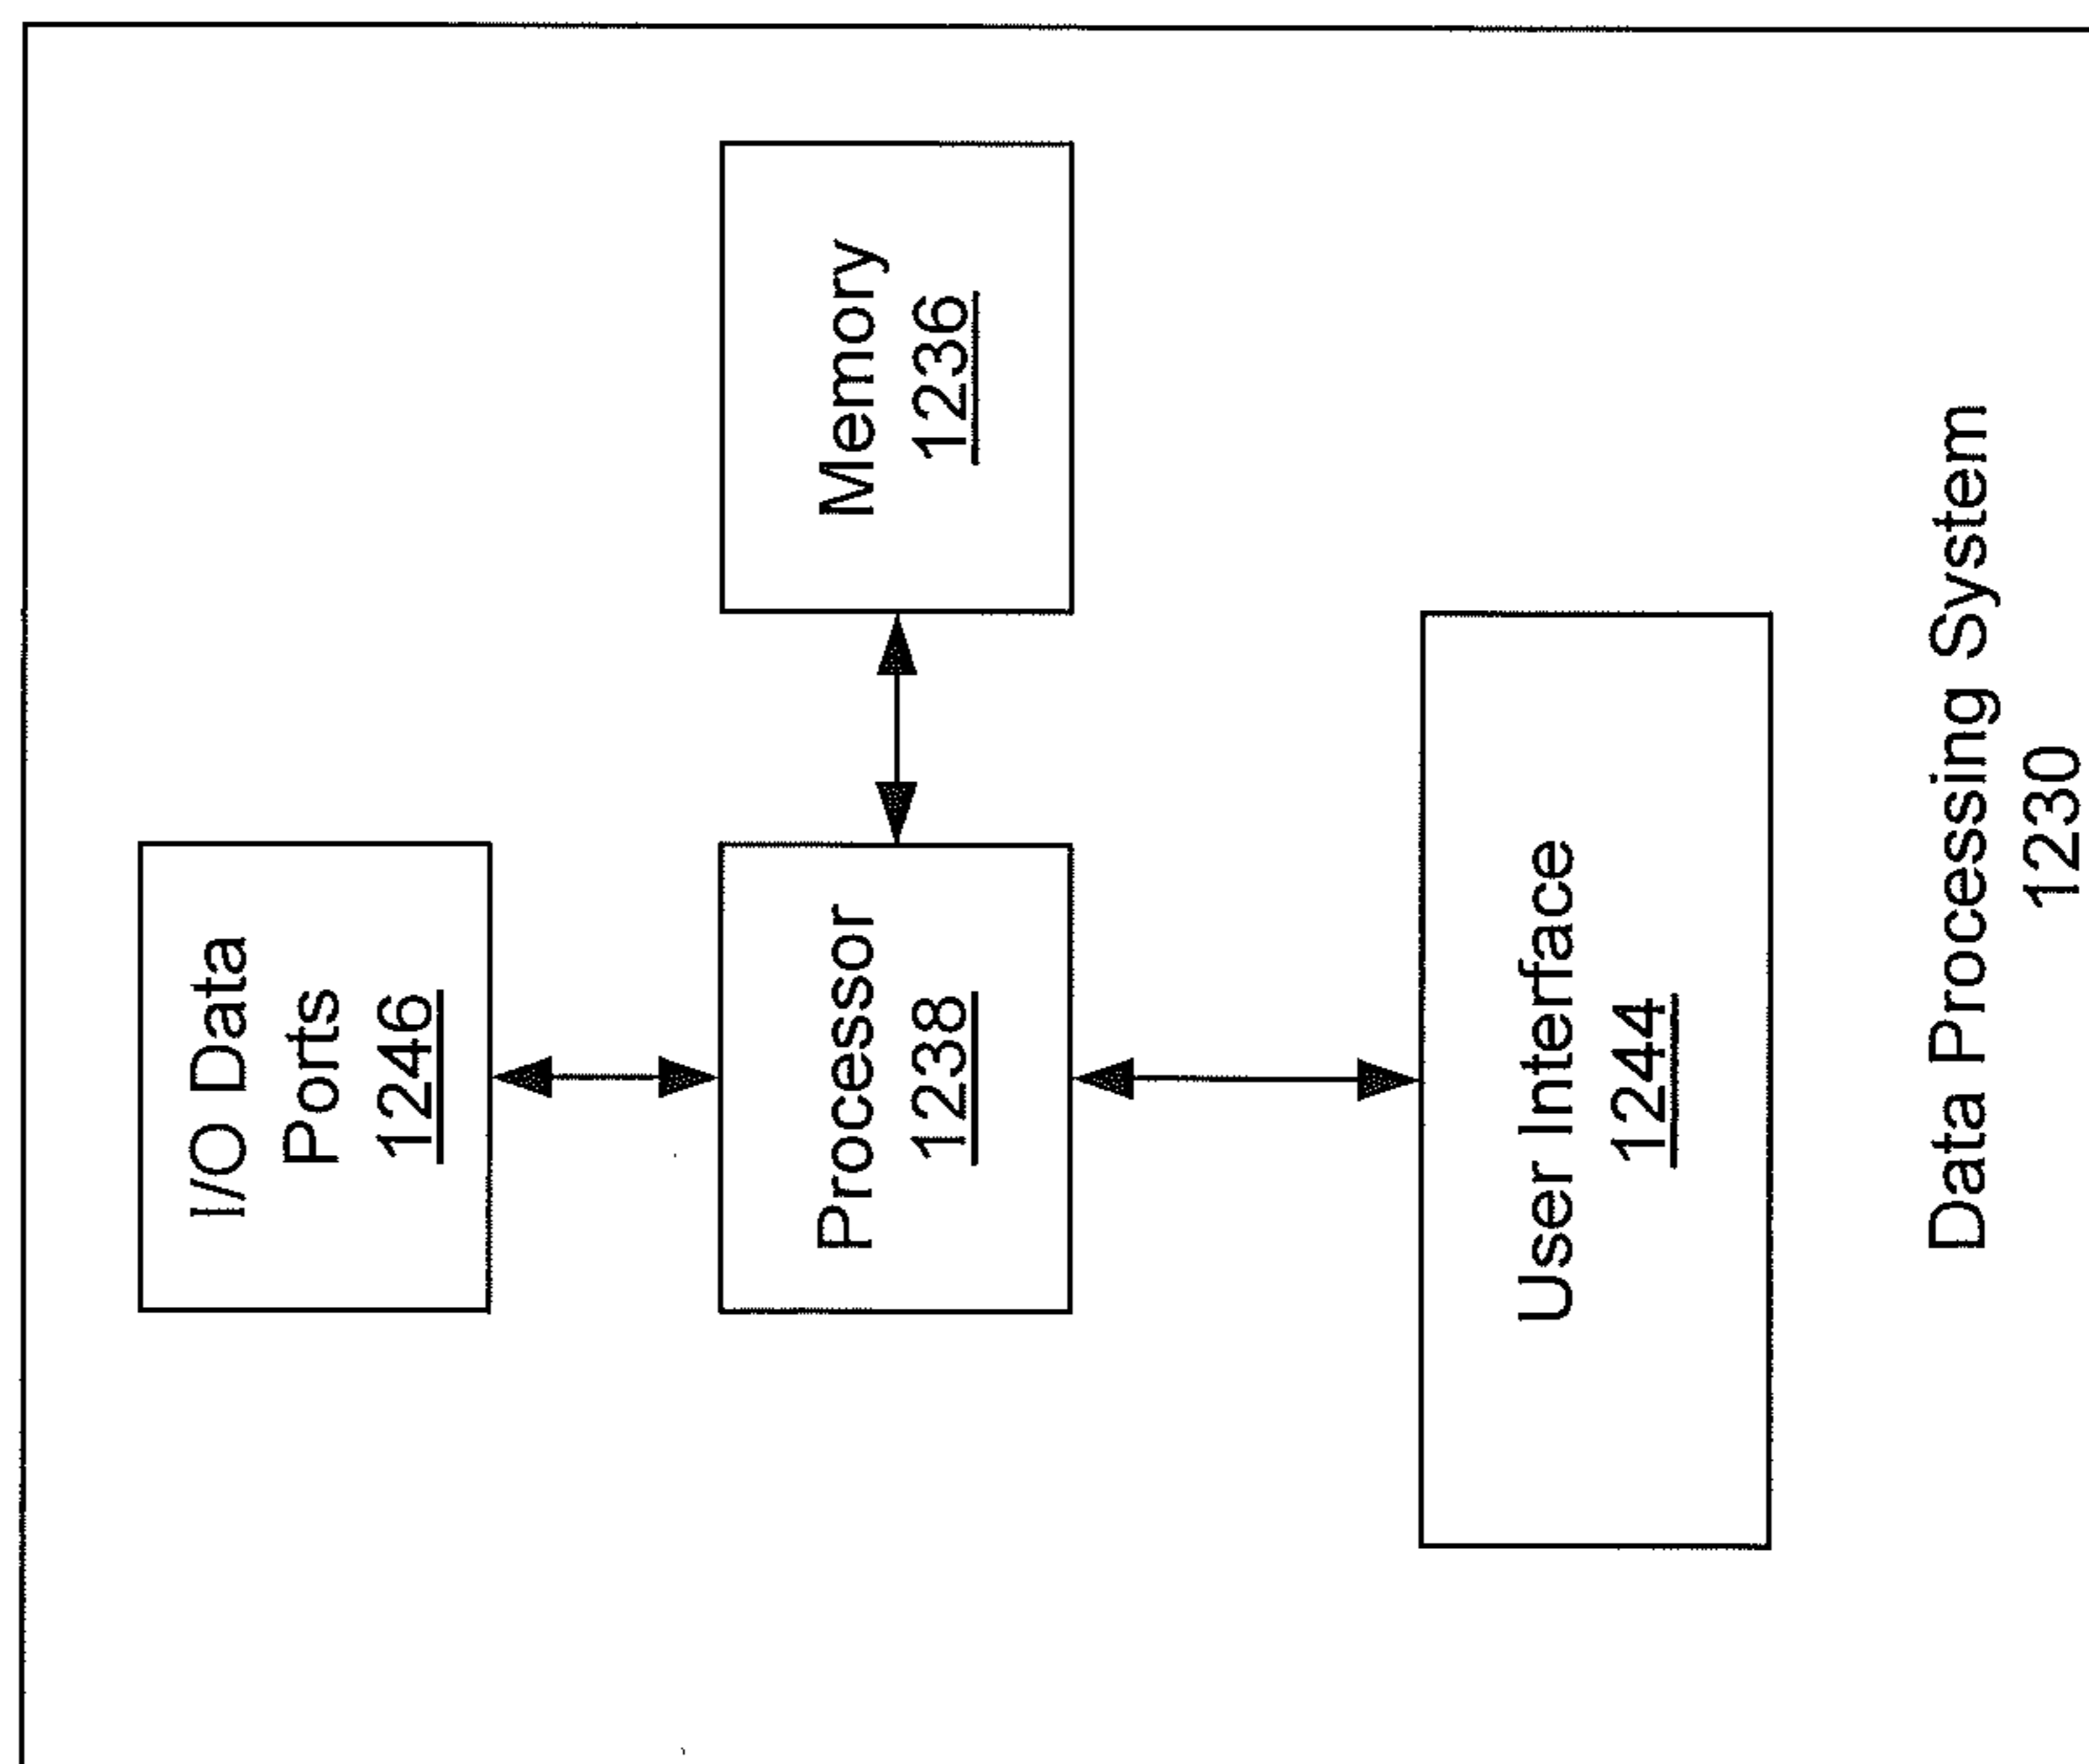 I/O Data
Ports
1246
Processor
1238
Memory
1236
User Interface
1244
Data Processing System
1230